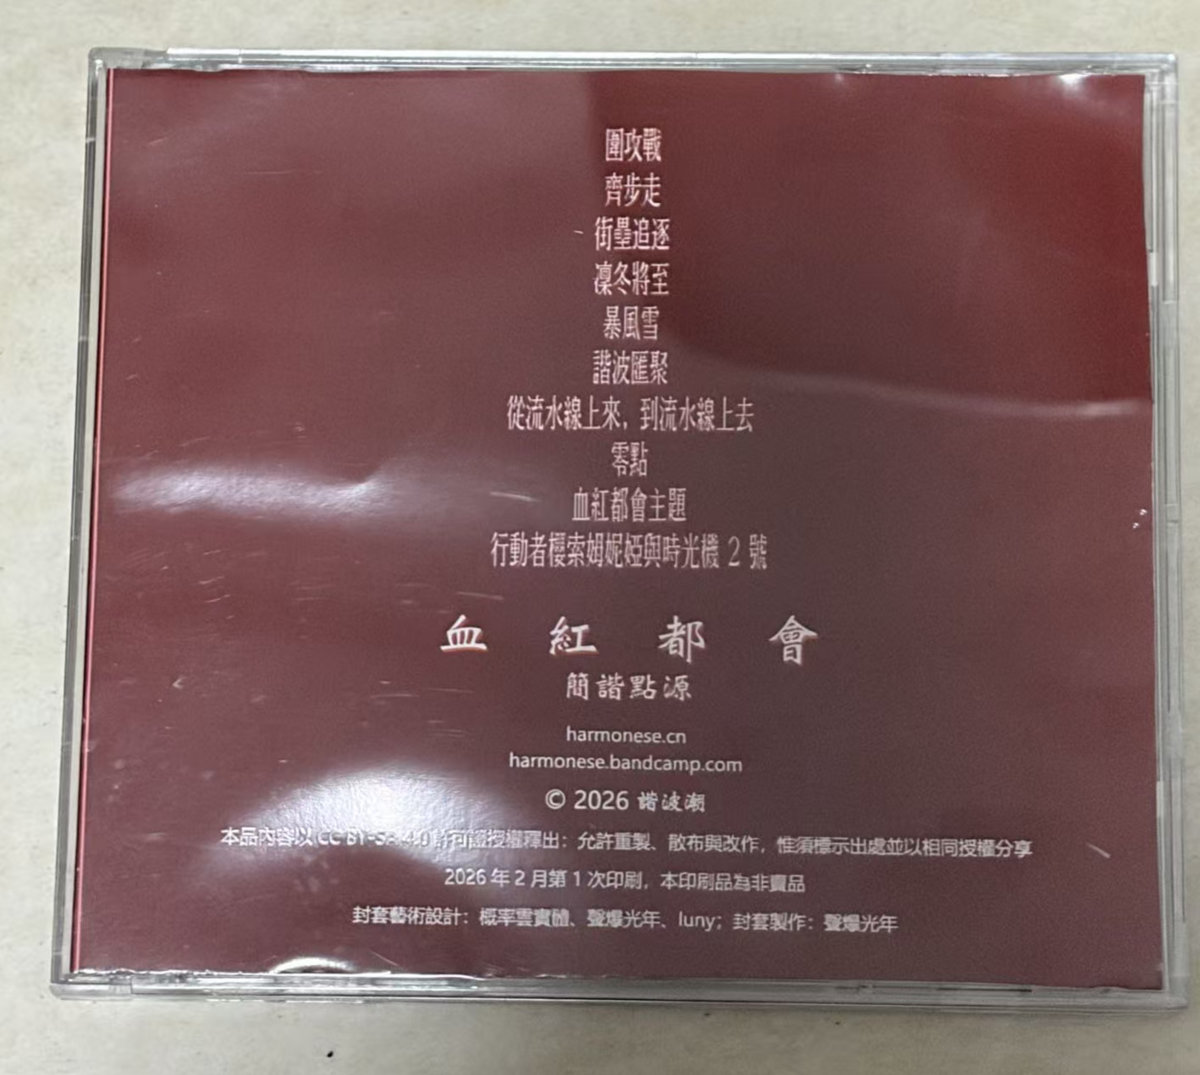 圍攻戰
齊步走
街壘追逐
凜冬將至
暴風雪
諧波匯聚
從流水線上來，到流水線上去
零點
血紅都會主題
行動者櫻索姆妮婭與時光機 2 號
血紅都會
簡諧點源
harmonese.cn
harmonese.bandcamp.com
© 2026 諧波潮
本品內容以 CC BY-SA 4.0 許可證授權釋出：允許重製、散布與改作，惟須標示出處並以相同授權分享
2026 年 2 月第 1 次印刷，本印刷品為非賣品
封套藝術設計：概率雲實體、聲爆光年、luny；封套製作：聲爆光年